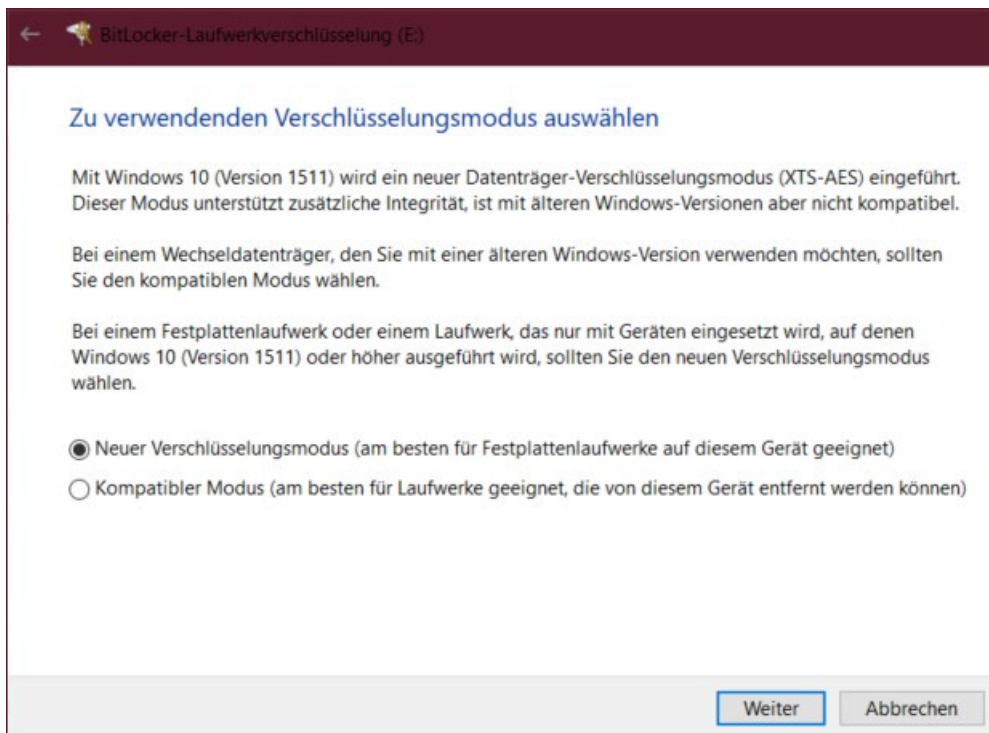 BitLocker-Laufwerkverschlüsselung (E:)
Zu verwendenden Verschlüsselungsmodus auswählen
Mit Windows 10 (Version 1511) wird ein neuer Datenträger-Verschlüsselungsmodus (XTS-AES) eingeführt.
Dieser Modus unterstützt zusätzliche Integrität, ist mit älteren Windows-Versionen aber nicht kompatibel.
Bei einem Wechseldatenträger, den Sie mit einer älteren Windows-Version verwenden möchten, sollten
Sie den kompatiblen Modus wählen.
Bei einem Festplattenlaufwerk oder einem Laufwerk, das nur mit Geräten eingesetzt wird, auf denen
Windows 10 (Version 1511) oder höher ausgeführt wird, sollten Sie den neuen Verschlüsselungsmodus
wählen.
Neuer Verschlüsselungsmodus (am besten für Festplattenlaufwerke auf diesem Gerät geeignet)
Kompatibler Modus (am besten für Laufwerke geeignet, die von diesem Gerät entfernt werden können)
Weiter
Abbrechen